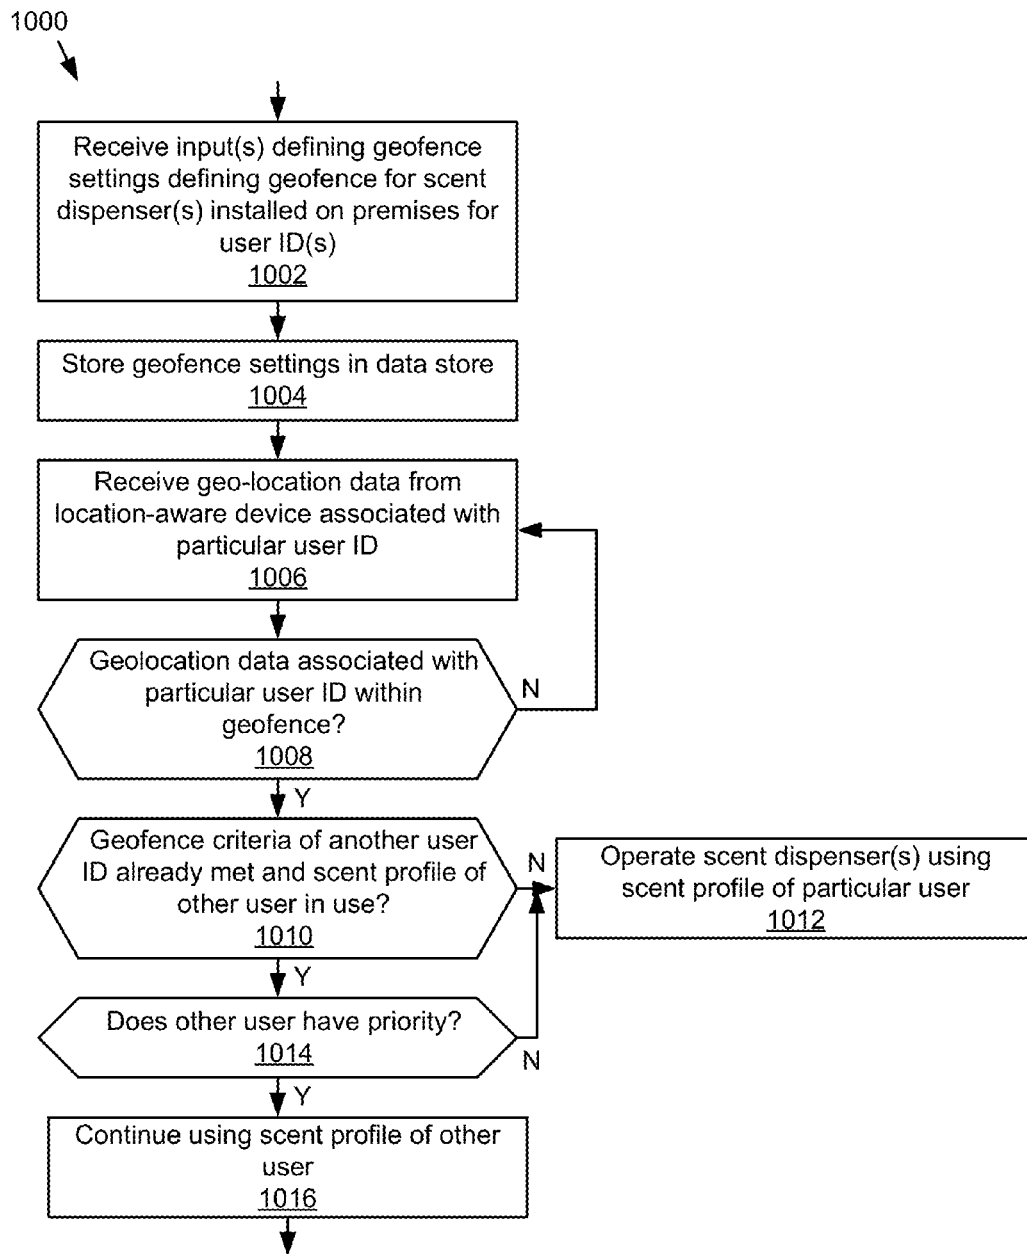 1000
Receive input(s) defining geofence
settings defining geofence for scent
dispenser(s) installed on premises for
user ID(s)
1002
Store geofence settings in data store
1004
Receive geo-location data from
location-aware device associated with
particular user ID
1006
Geolocation data associated with
particular user ID within
geofence?
1008
N
Y
Geofence criteria of another user
ID already met and scent profile of
other user in use?
1010
N
Operate scent dispenser(s) using
scent profile of particular user
1012
Y
Does other user have priority?
1014
N
Y
Continue using scent profile of other
user
1016